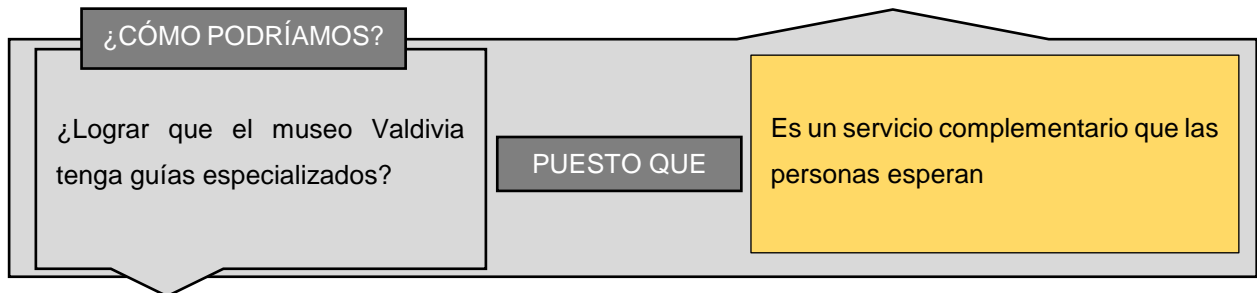 ¿CÓMO PODRÍAMOS?
¿Lograr que el museo Valdivia
tenga guías especializados?
PUESTO QUE
Es un servicio complementario que las
personas esperan